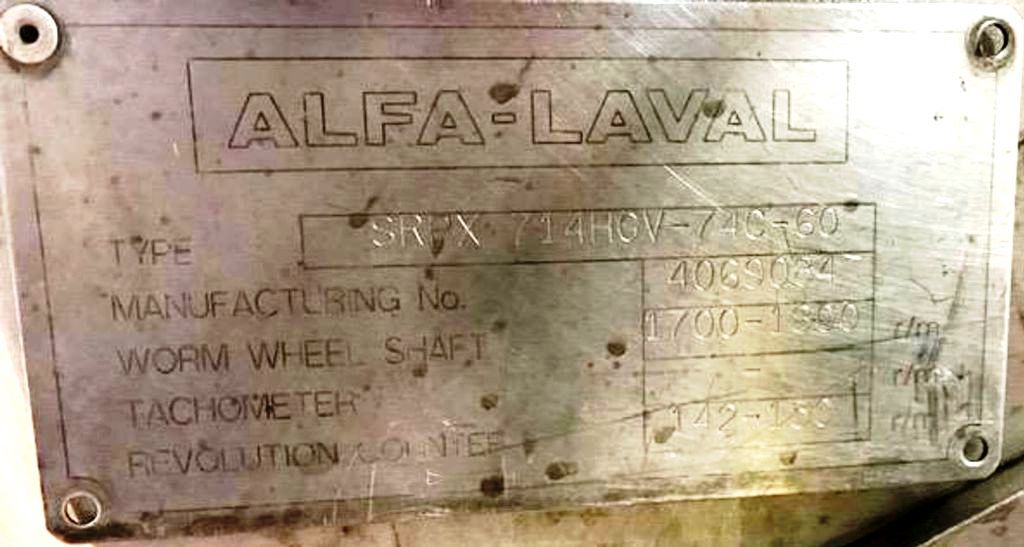 ALFA-LAVAL
TYPE SRPX 714HGV-74C-60
MANUFACTURING No. 4069034
WORM WHEEL SHAFT 1700-1800 r/m
TACHOMETER - r/m
REVOLUTION COUNTER 142-150 r/m